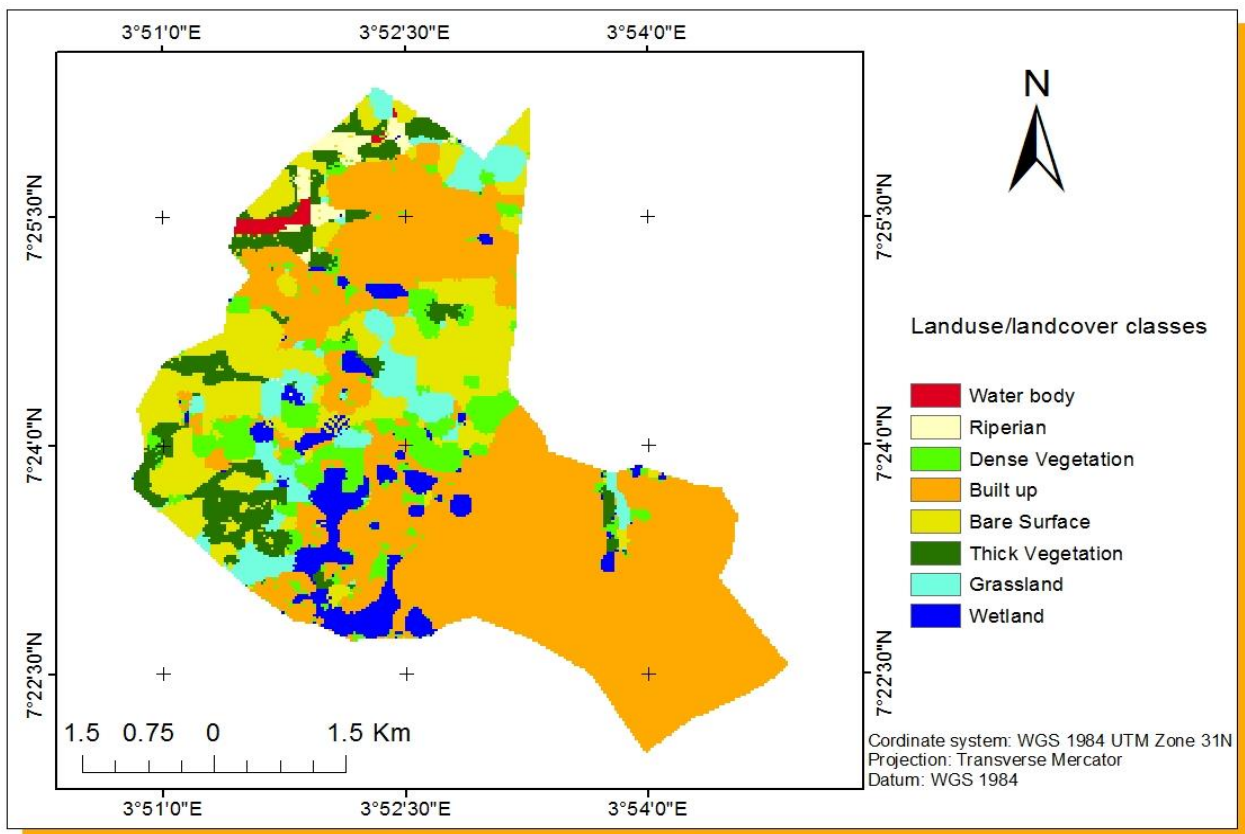 3°51'0"E 3°52'30"E 3°54'0"E
N
7°25'30"N 7°25'30"N
Landuse/landcover classes
Water body
Riperian
7°24'0"N 7°24'0"N
Dense Vegetation
Built up
Bare Surface
Thick Vegetation
Grassland
Wetland
7°22'30"N 7°22'30"N
1.5 0.75 0 1.5 Km
Cordinate system: WGS 1984 UTM Zone 31N
Projection: Transverse Mercator
Datum: WGS 1984
3°51'0"E 3°52'30"E 3°54'0"E